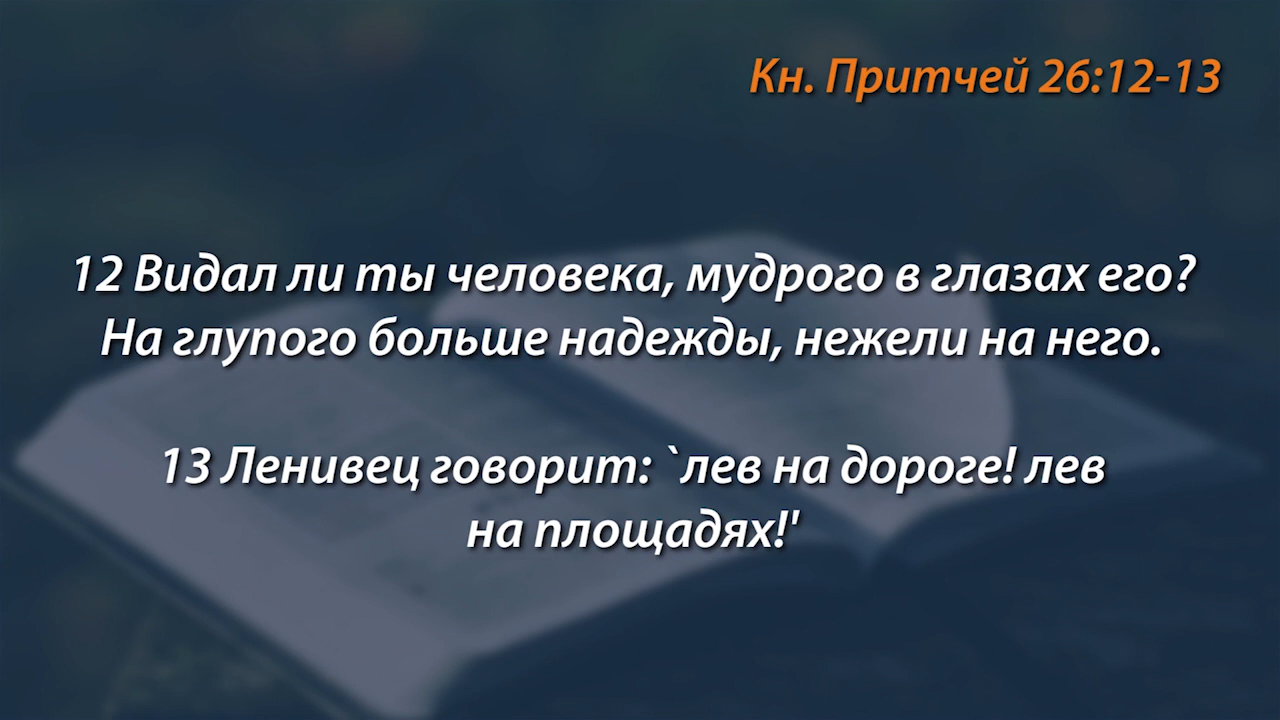 Кн. Притчей 26:12-13
12 Видал ли ты человека, мудрого в глазах его?
На глупого больше надежды, нежели на него.
13 Ленивец говорит: `лев на дороге! лев
на площадях!'